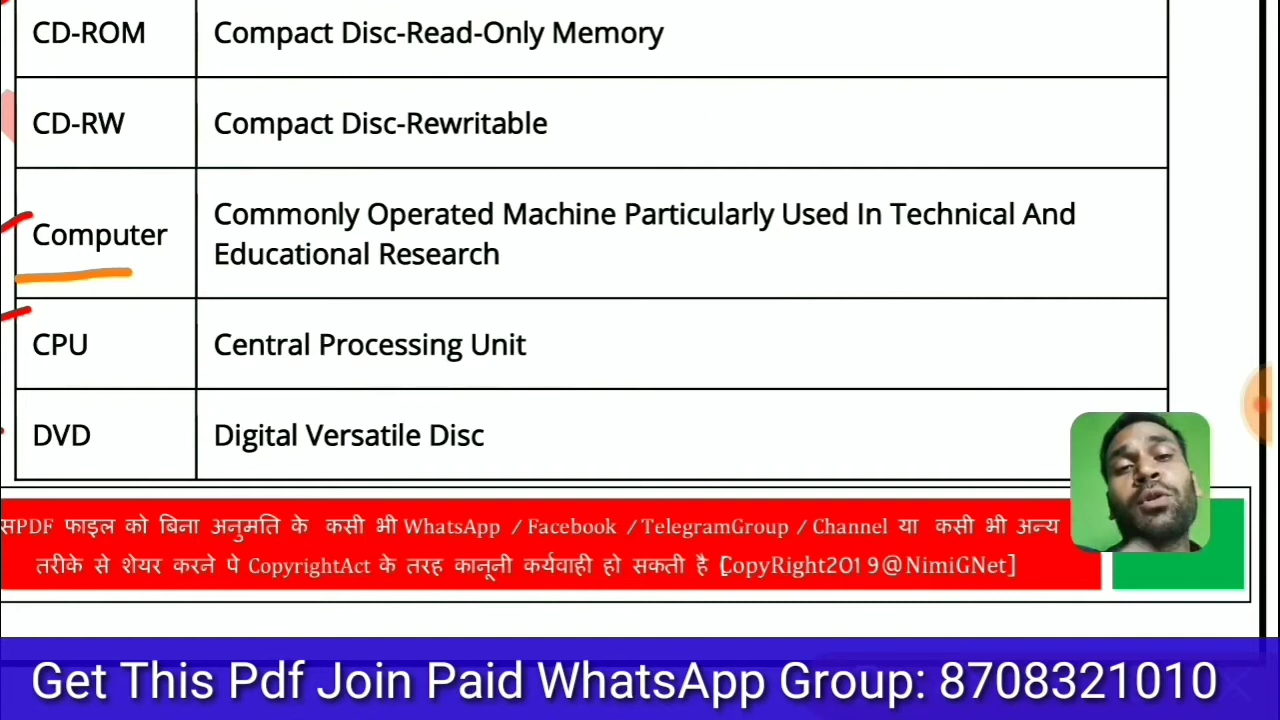 CD-ROM Compact Disc-Read-Only Memory
CD-RW Compact Disc-Rewritable
Computer Commonly Operated Machine Particularly Used In Technical And
Educational Research
CPU Central Processing Unit
DVD Digital Versatile Disc
सPDF फाइल को बिना अनुमति के कसी भी WhatsApp / Facebook / TelegramGroup / Channel या कसी भी अन्य
तरीके से शेयर करने पे CopyrightAct के तरह कानूनी कर्यवाही हो सकती है [CopyRight2019@NimiGNet]
Get This Pdf Join Paid WhatsApp Group: 8708321010